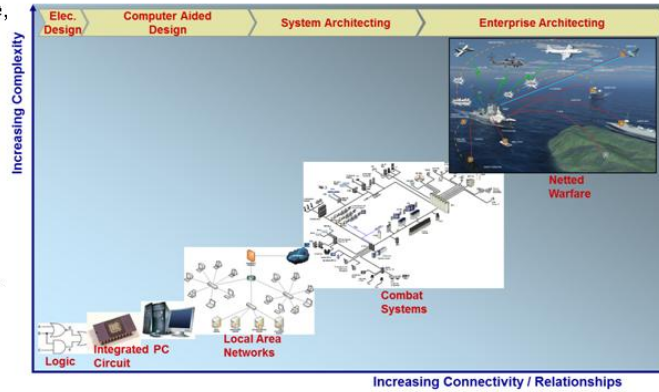 e,
Elec.
Design
Computer Aided
Design
System Architecting
Enterprise Architecting
Increasing Complexity
Netted
Warfare
Combat
Systems
Local Area
Networks
Integrated PC
Circuit
Logic
Increasing Connectivity / Relationships